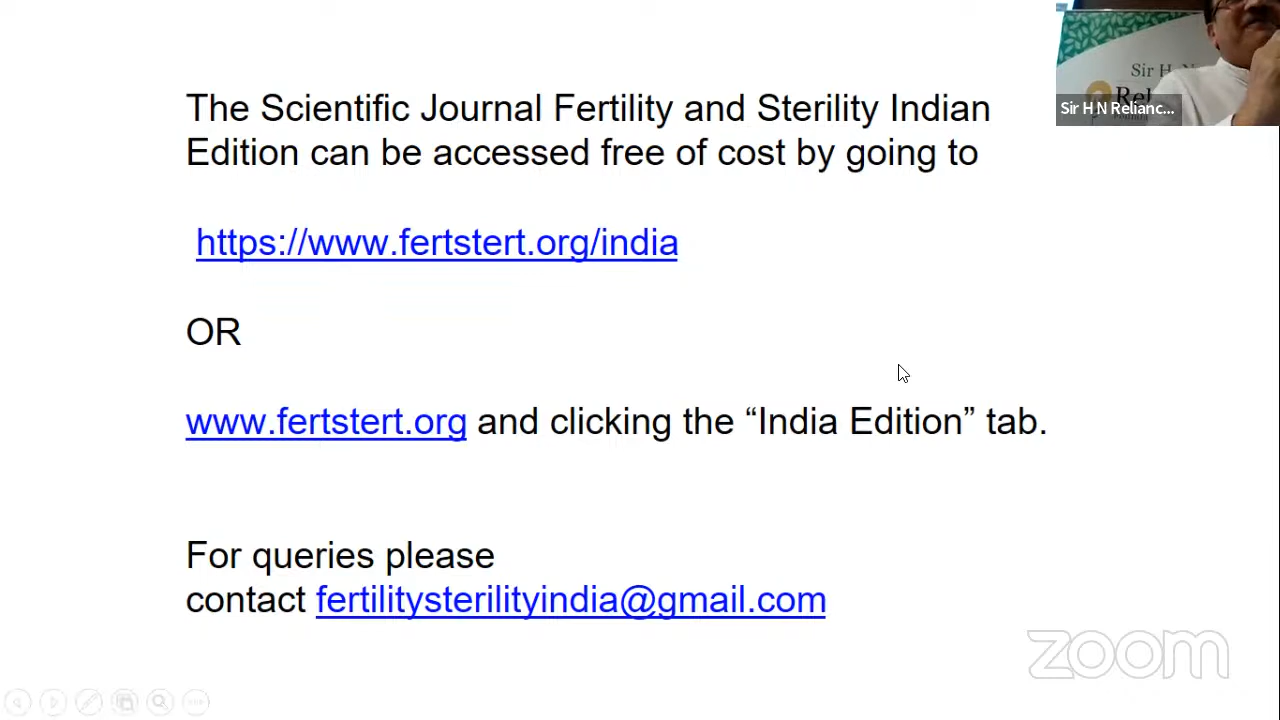 The Scientific Journal Fertility and Sterility Indian
Edition can be accessed free of cost by going to
https://www.fertstert.org/india
OR
www.fertstert.org and clicking the “India Edition” tab.
For queries please
contact fertilitysterilityindia@gmail.com
Sir H N
Sir H N Relianc...
zoom